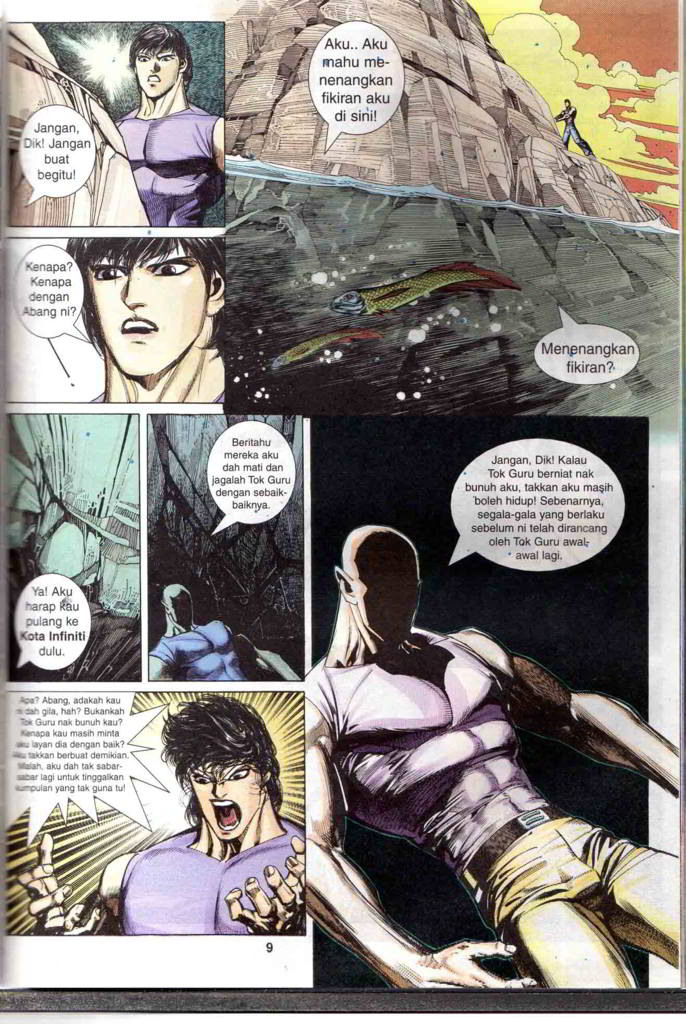 Jangan,
Dik! Jangan
buat
begitu!
Aku.. Aku
mahu me-
nenangkan
fikiran aku
di sini!
Kenapa?
Kenapa
dengan
Abang ni?
Menenangkan
fikiran?
Ya! Aku
harap kau
pulang ke
Kota Infiniti
dulu.
Beritahu
mereka aku
dah mati dan
jagalah Tok Guru
dengan sebaik-
baiknya.
Apa? Abang, adakah kau
ni dah gila, hah? Bukankah
Tok Guru nak bunuh kau?
Kenapa kau masih minta
aku layan dia dengan baik?
Aku takkan berbuat demikian.
Malah, aku dah tak sabar-
sabar lagi untuk tinggalkan
kumpulan yang tak guna tu!
Jangan, Dik! Kalau
Tok Guru berniat nak
bunuh aku, takkan aku masih
boleh hidup! Sebenarnya,
segala-gala yang berlaku
sebelum ni telah dirancang
oleh Tok Guru awal-
awal lagi.
9